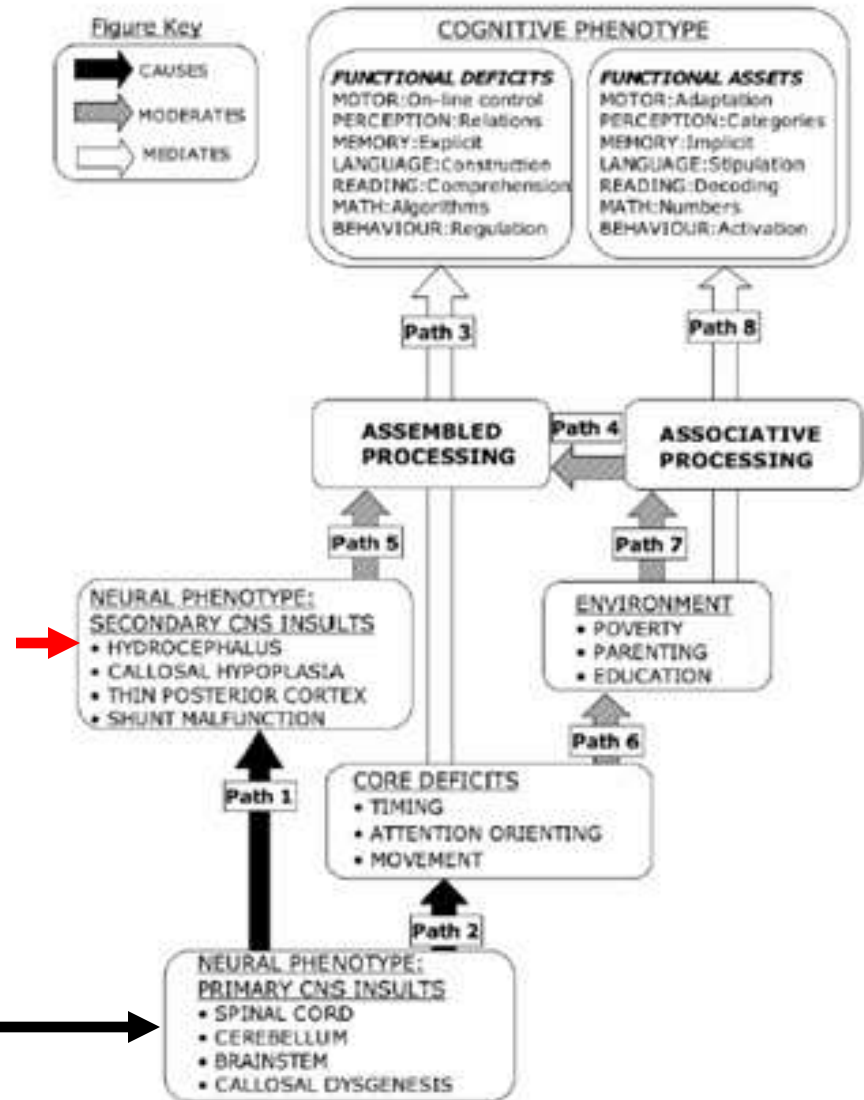 Figure Key
CAUSES
MODERATES
MEDIATES
COGNITIVE PHENOTYPE
FUNCTIONAL DEFICITS
MOTOR:On-line control
PERCEPTION:Relations
MEMORY:Explicit
LANGUAGE:Construction
READING:Comprehension
MATH:Algorithms
BEHAVIOUR:Regulation
FUNCTIONAL ASSETS
MOTOR:Adaptation
PERCEPTION:Categories
MEMORY:Implicit
LANGUAGE:Stipulation
READING:Decoding
MATH:Numbers
BEHAVIOUR:Activation
Path 3
Path 8
ASSEMBLED
PROCESSING
Path 4
ASSOCIATIVE
PROCESSING
Path 5
Path 7
NEURAL PHENOTYPE:
SECONDARY CNS INSULTS
• HYDROCEPHALUS
• CALLOSAL HYPOPLASIA
• THIN POSTERIOR CORTEX
• SHUNT MALFUNCTION
ENVIRONMENT
• POVERTY
• PARENTING
• EDUCATION
Path 6
Path 1
CORE DEFICITS
• TIMING
• ATTENTION ORIENTING
• MOVEMENT
Path 2
NEURAL PHENOTYPE:
PRIMARY CNS INSULTS
• SPINAL CORD
• CEREBELLUM
• BRAINSTEM
• CALLOSAL DYSGENESIS